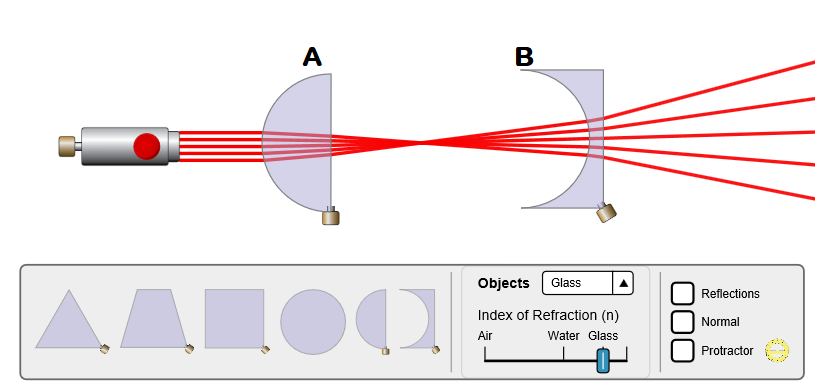 A
B
Objects Glass
Index of Refraction (n)
Air Water Glass
Reflections
Normal
Protractor